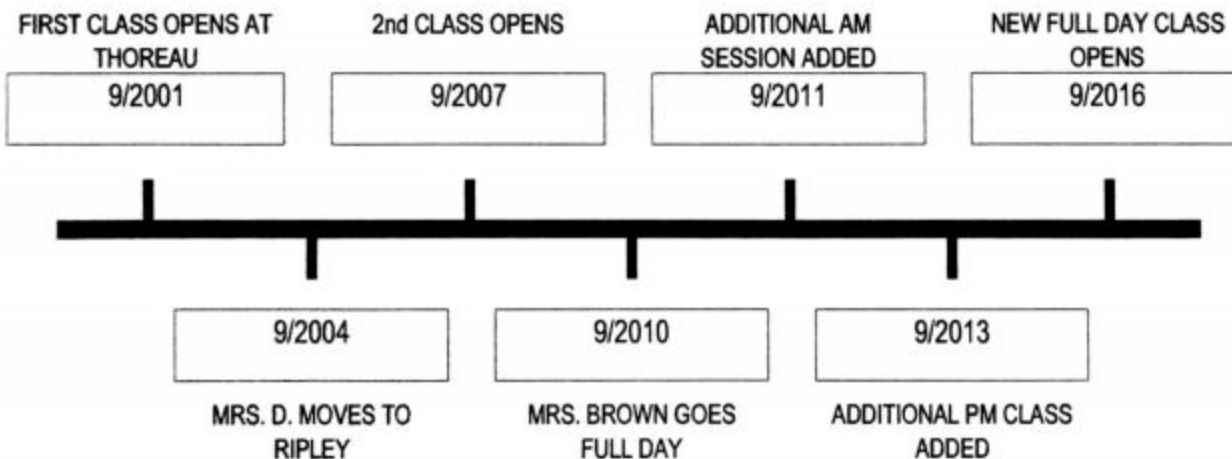 FIRST CLASS OPENS AT
THOREAU
9/2001
2nd CLASS OPENS
9/2007
ADDITIONAL AM
SESSION ADDED
9/2011
NEW FULL DAY CLASS
OPENS
9/2016
9/2004
MRS. D. MOVES TO
RIPLEY
9/2010
MRS. BROWN GOES
FULL DAY
9/2013
ADDITIONAL PM CLASS
ADDED